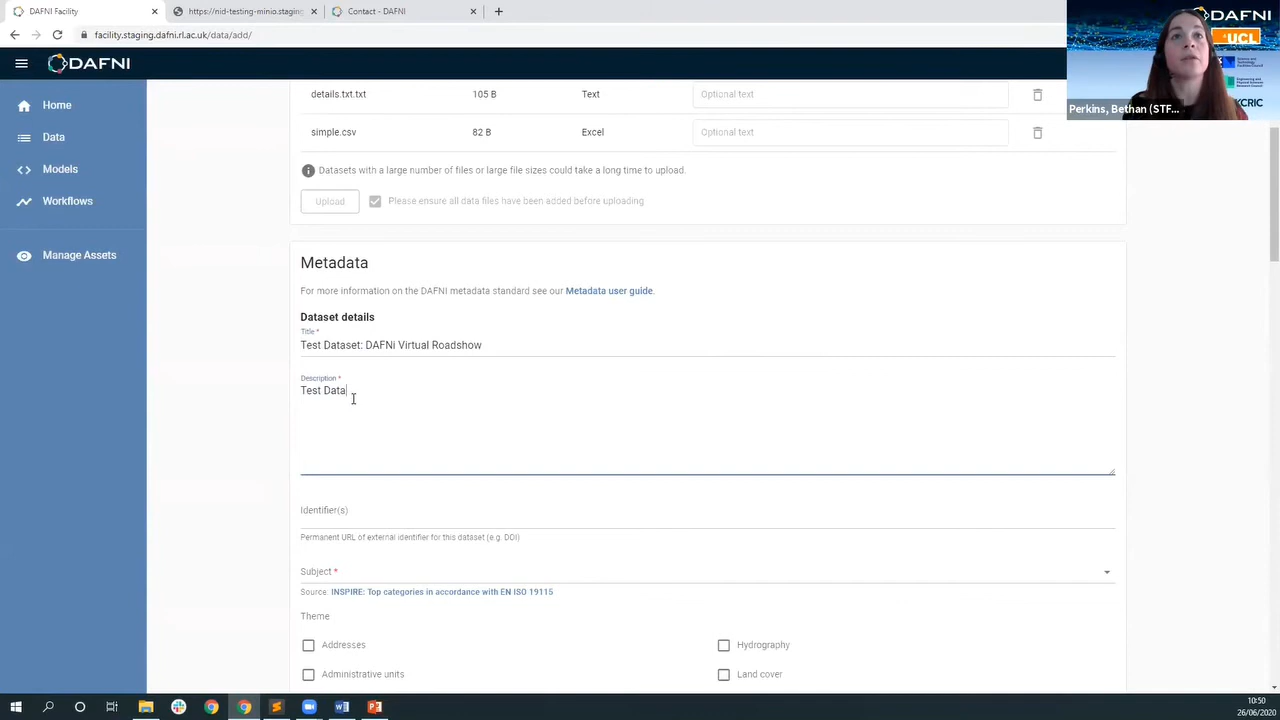 DAFNI Facility
https://nid-testing-minio.staging
Contact - DAFNI
facility.staging.dafni.rl.ac.uk/data/add/
DAFNI
DAFNI
UCL
Science and Technology Facilities Council
KCRIC
Perkins, Bethan (STF...
Home
Data
Models
Workflows
Manage Assets
details.txt.txt 105 B Text Optional text
simple.csv 82 B Excel Optional text
Datasets with a large number of files or large file sizes could take a long time to upload.
Upload Please ensure all data files have been added before uploading
Metadata
For more information on the DAFNI metadata standard see our Metadata user guide.
Dataset details
Title *
Test Dataset: DAFNi Virtual Roadshow
Description *
Test Data
Identifier(s)
Permanent URL of external identifier for this dataset (e.g. DOI)
Subject *
Source: INSPIRE: Top categories in accordance with EN ISO 19115
Theme
Addresses Hydrography
Administrative units Land cover
10:50
26/06/2020